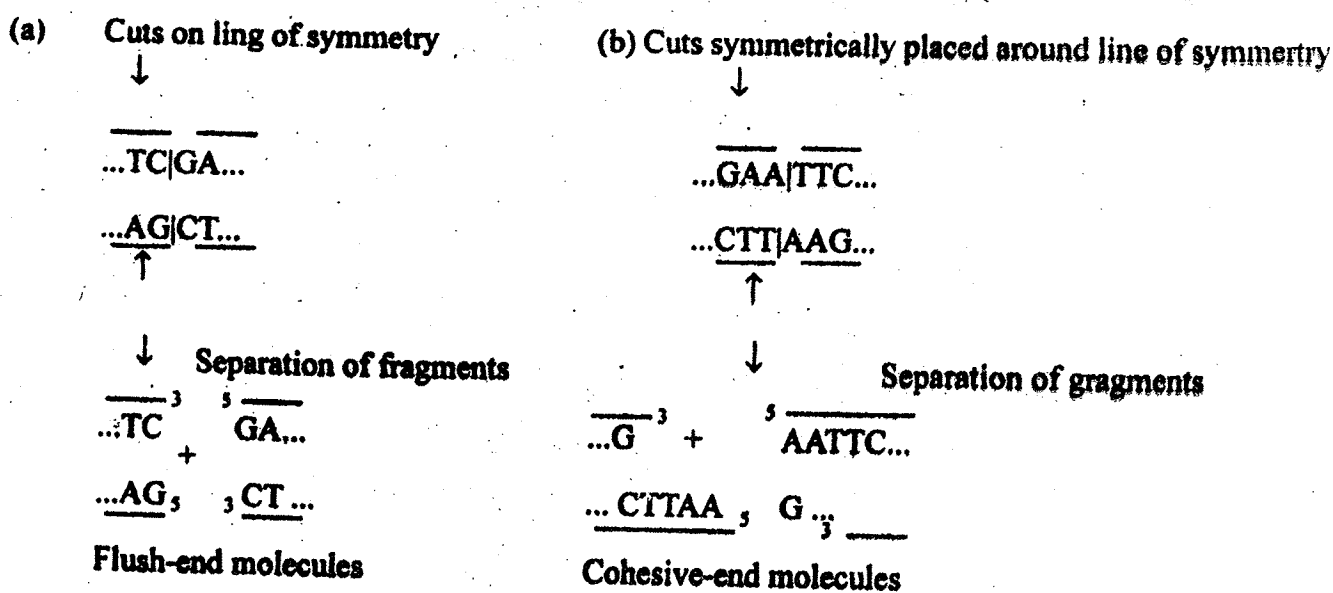 (a) Cuts on ling of symmetry
...TC|GA...
...AG|CT...
Separation of fragments
...TC 3 5 GA...
+
...AG 5 3 CT ...
Flush-end molecules
(b) Cuts symmetrically placed around line of symmertry
...GAA|TTC...
...CTT|AAG...
Separation of gragments
...G 3 + 5 AATTC...
... CTTAA 5 G ... 3
Cohesive-end molecules